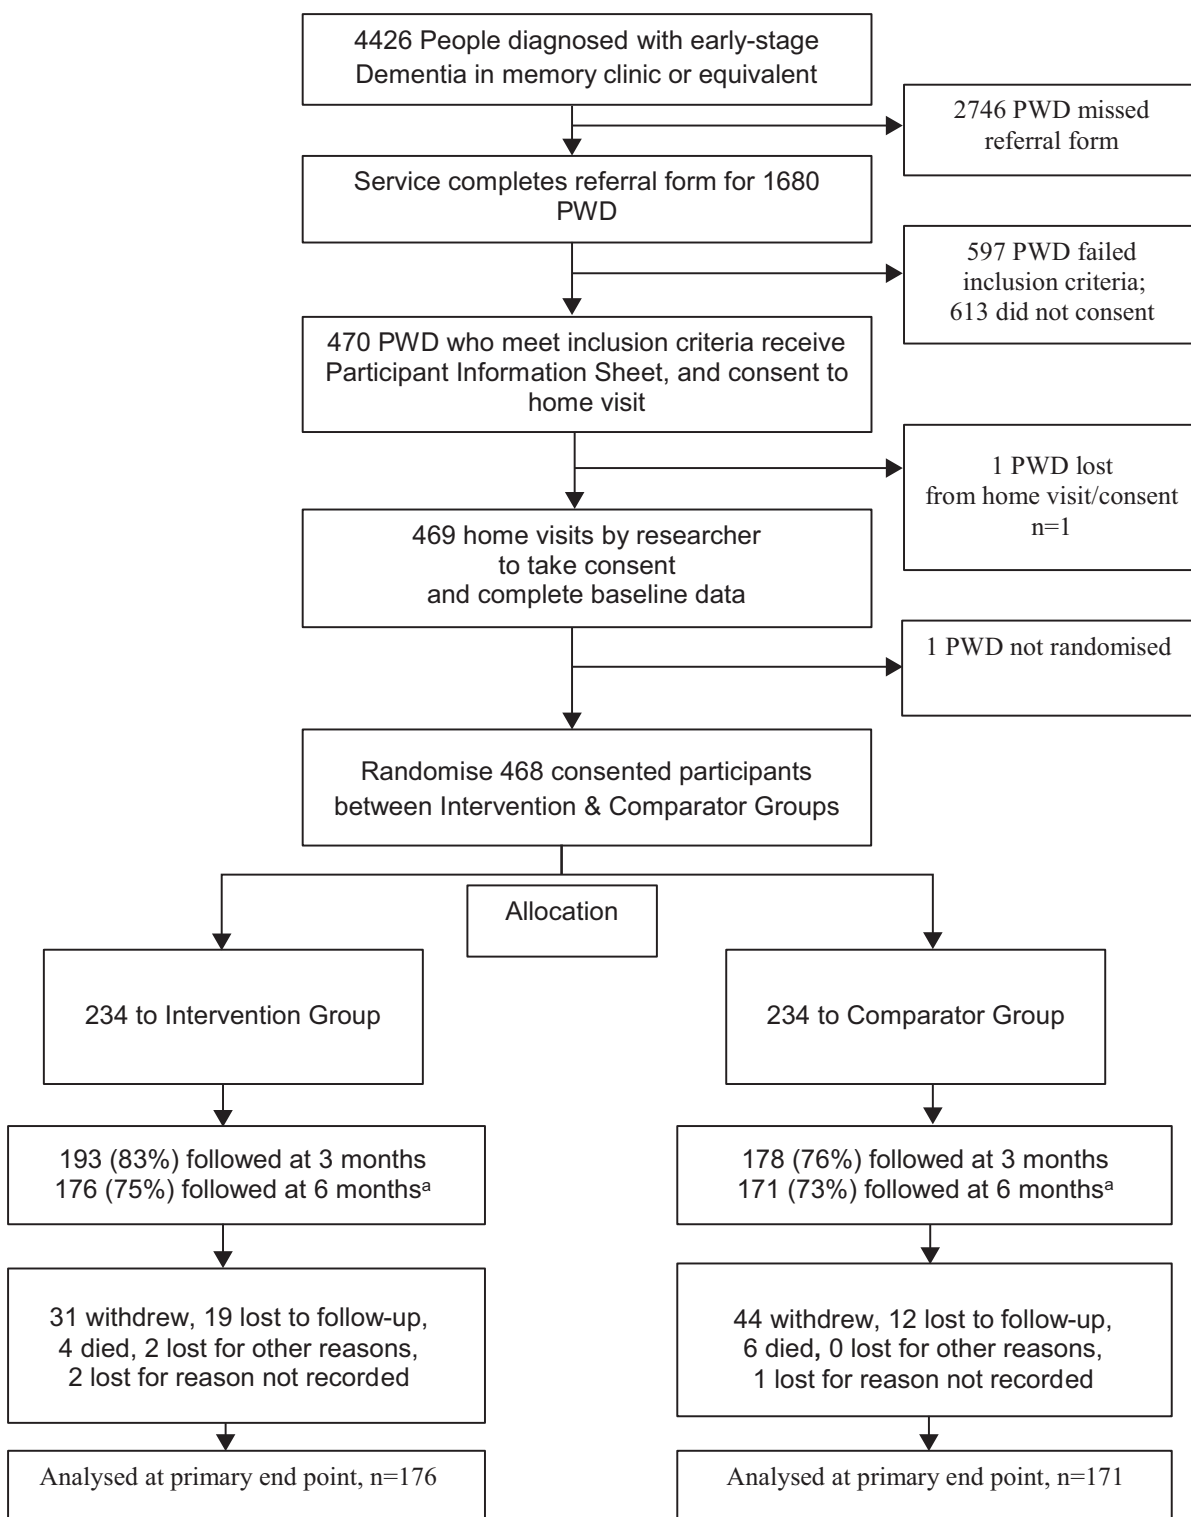 4426 People diagnosed with early-stage
Dementia in memory clinic or equivalent
2746 PWD missed
referral form
Service completes referral form for 1680
PWD
597 PWD failed
inclusion criteria;
613 did not consent
470 PWD who meet inclusion criteria receive
Participant Information Sheet, and consent to
home visit
1 PWD lost
from home visit/consent
n=1
469 home visits by researcher
to take consent
and complete baseline data
1 PWD not randomised
Randomise 468 consented participants
between Intervention & Comparator Groups
Allocation
234 to Intervention Group
234 to Comparator Group
193 (83%) followed at 3 months
176 (75%) followed at 6 monthsᵃ
178 (76%) followed at 3 months
171 (73%) followed at 6 monthsᵃ
31 withdrew, 19 lost to follow-up,
4 died, 2 lost for other reasons,
2 lost for reason not recorded
44 withdrew, 12 lost to follow-up,
6 died, 0 lost for other reasons,
1 lost for reason not recorded
Analysed at primary end point, n=176
Analysed at primary end point, n=171